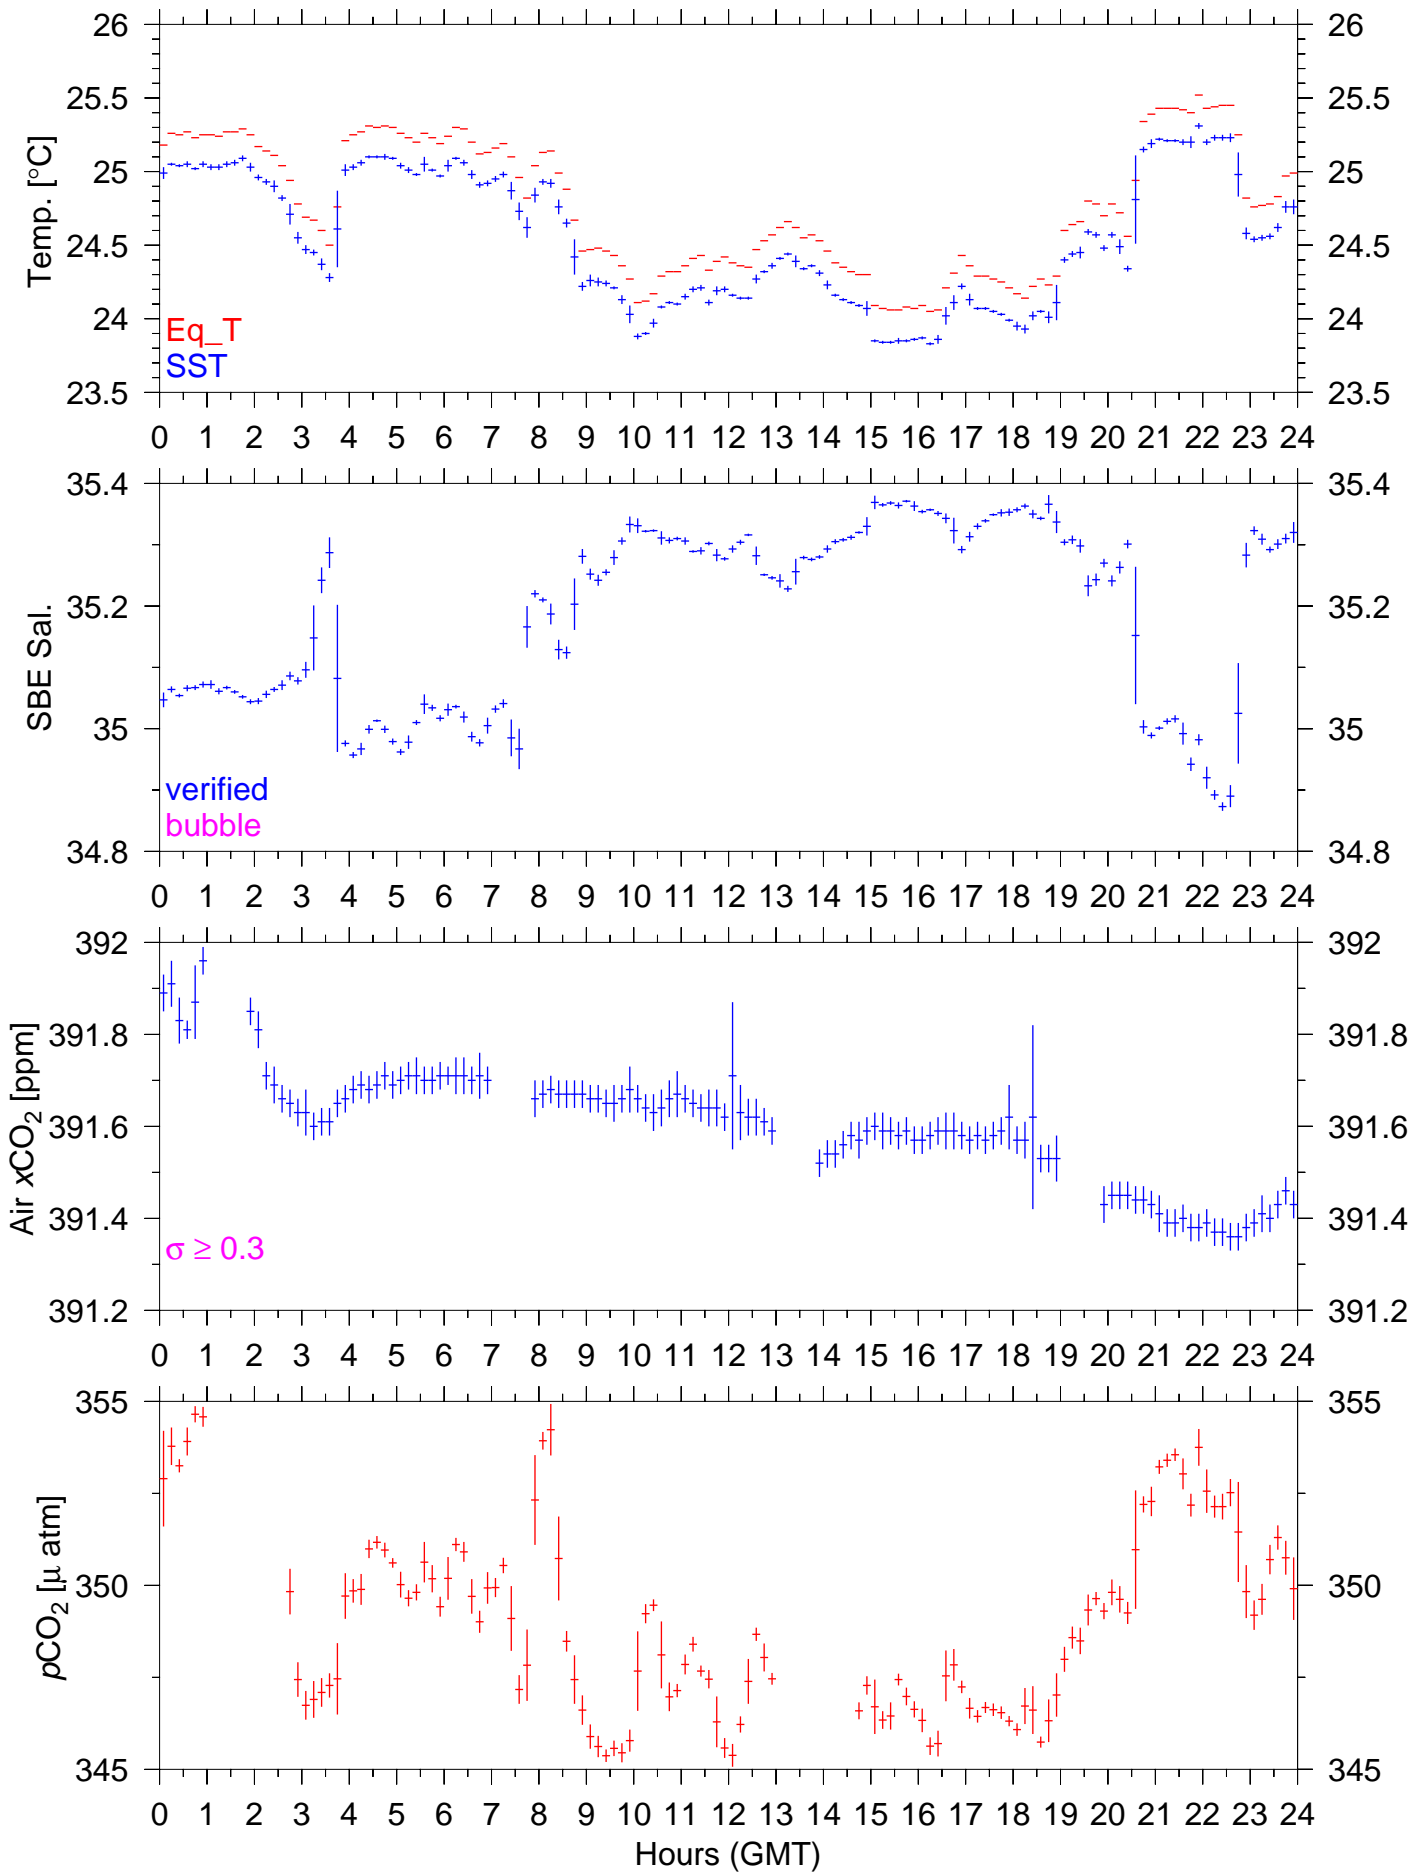 26 26
25.5 25.5
25 25
24.5 24.5
24 24
23.5 23.5
Temp. [°C]
Eq_T
SST
0 1 2 3 4 5 6 7 8 9 10 11 12 13 14 15 16 17 18 19 20 21 22 23 24
35.4 35.4
35.2 35.2
35 35
34.8 34.8
SBE Sal.
verified
bubble
0 1 2 3 4 5 6 7 8 9 10 11 12 13 14 15 16 17 18 19 20 21 22 23 24
392 392
391.8 391.8
391.6 391.6
391.4 391.4
391.2 391.2
Air xCO₂ [ppm]
σ ≥ 0.3
0 1 2 3 4 5 6 7 8 9 10 11 12 13 14 15 16 17 18 19 20 21 22 23 24
355 355
350 350
345 345
pCO₂ [μ atm]
0 1 2 3 4 5 6 7 8 9 10 11 12 13 14 15 16 17 18 19 20 21 22 23 24
Hours (GMT)